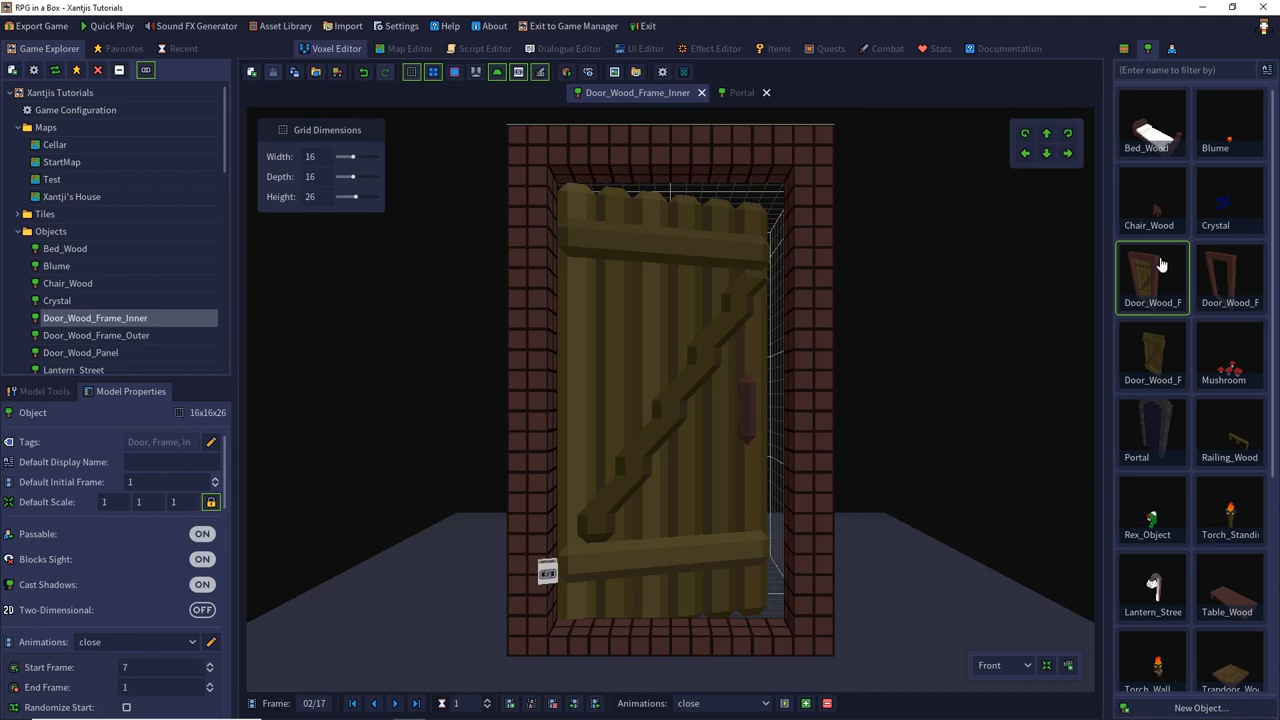 RPG in a Box - Xantjis Tutorials
Export Game
Quick Play
Sound FX Generator
Asset Library
Import
Settings
Help
About
Exit to Game Manager
Exit
Game Explorer
Favorites
Recent
Voxel Editor
Map Editor
Script Editor
Dialogue Editor
UI Editor
Effect Editor
Items
Quests
Combat
Stats
Documentation
(Enter name to filter by)
Door_Wood_Frame_Inner
Portal
Xantjis Tutorials
Game Configuration
Maps
Cellar
StartMap
Test
Xantji's House
Tiles
Objects
Bed_Wood
Blume
Chair_Wood
Crystal
Door_Wood_Frame_Inner
Door_Wood_Frame_Outer
Door_Wood_Panel
Lantern_Street
Model Tools
Model Properties
Object
16x16x26
Tags: Door, Frame, In
Default Display Name:
Default Initial Frame: 1
Default Scale: 1 1 1
Passable: ON
Blocks Sight: ON
Cast Shadows: ON
Two-Dimensional: OFF
Animations: close
Start Frame: 7
End Frame: 1
Randomize Start:
Grid Dimensions
Width: 16
Depth: 16
Height: 26
Front
Frame: 02/17
1
Animations: close
Bed_Wood
Blume
Chair_Wood
Crystal
Door_Wood_F
Door_Wood_F
Door_Wood_F
Mushroom
Portal
Railing_Wood
Rex_Object
Torch_Standi
Lantern_Stree
Table_Wood
Torch_Wall
Trapdoor_Wo
New Object...